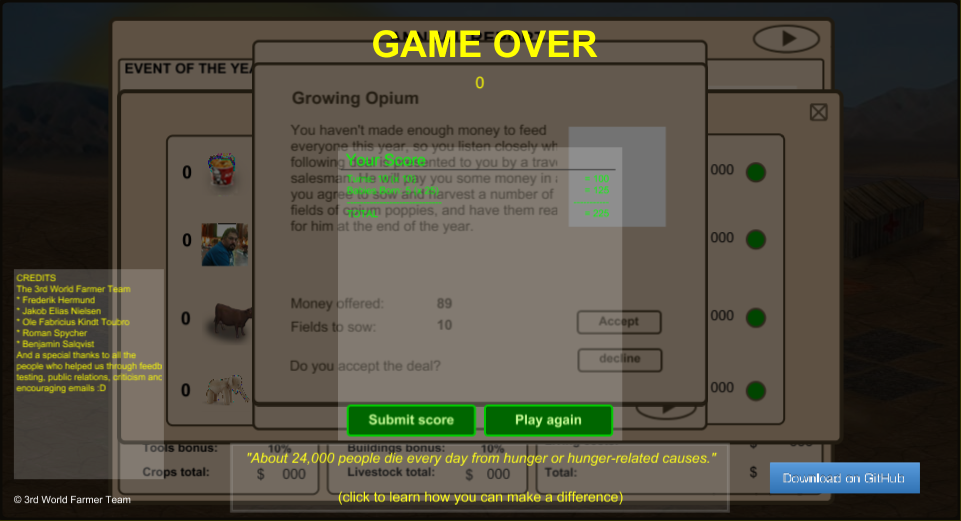 GAME OVER
0
EVENT OF THE YEA
Growing Opium
You haven't made enough money to feed
everyone this year, so you listen closely wh
following presented to you by a trave
salesman. He will pay you some money in
you agree to sow and harvest a number of
fields of opium poppies, and have them rea
for him at the end of the year.
Your Score
TOTAL
0
000
0
000
0
000
0
000
Money offered: 89
Fields to sow: 10
Do you accept the deal?
Accept
decline
CREDITS
The 3rd World Farmer Team
* Frederik Hermund
* Jakob Elias Nielsen
* Ole Fabricius Kindt Toubro
* Roman Spycher
* Benjamin Salqvist
And a special thanks to all the
people who helped us through feedb
testing, public relations, criticism and
encouraging emails :D
Submit score
Play again
Tools bonus: 10% Buildings bonus: 10% $ 000
"About 24,000 people die every day from hunger or hunger-related causes."
Crops total: $ 000 Livestock total: $ 000 Total: $
(click to learn how you can make a difference)
Download on GitHub
© 3rd World Farmer Team